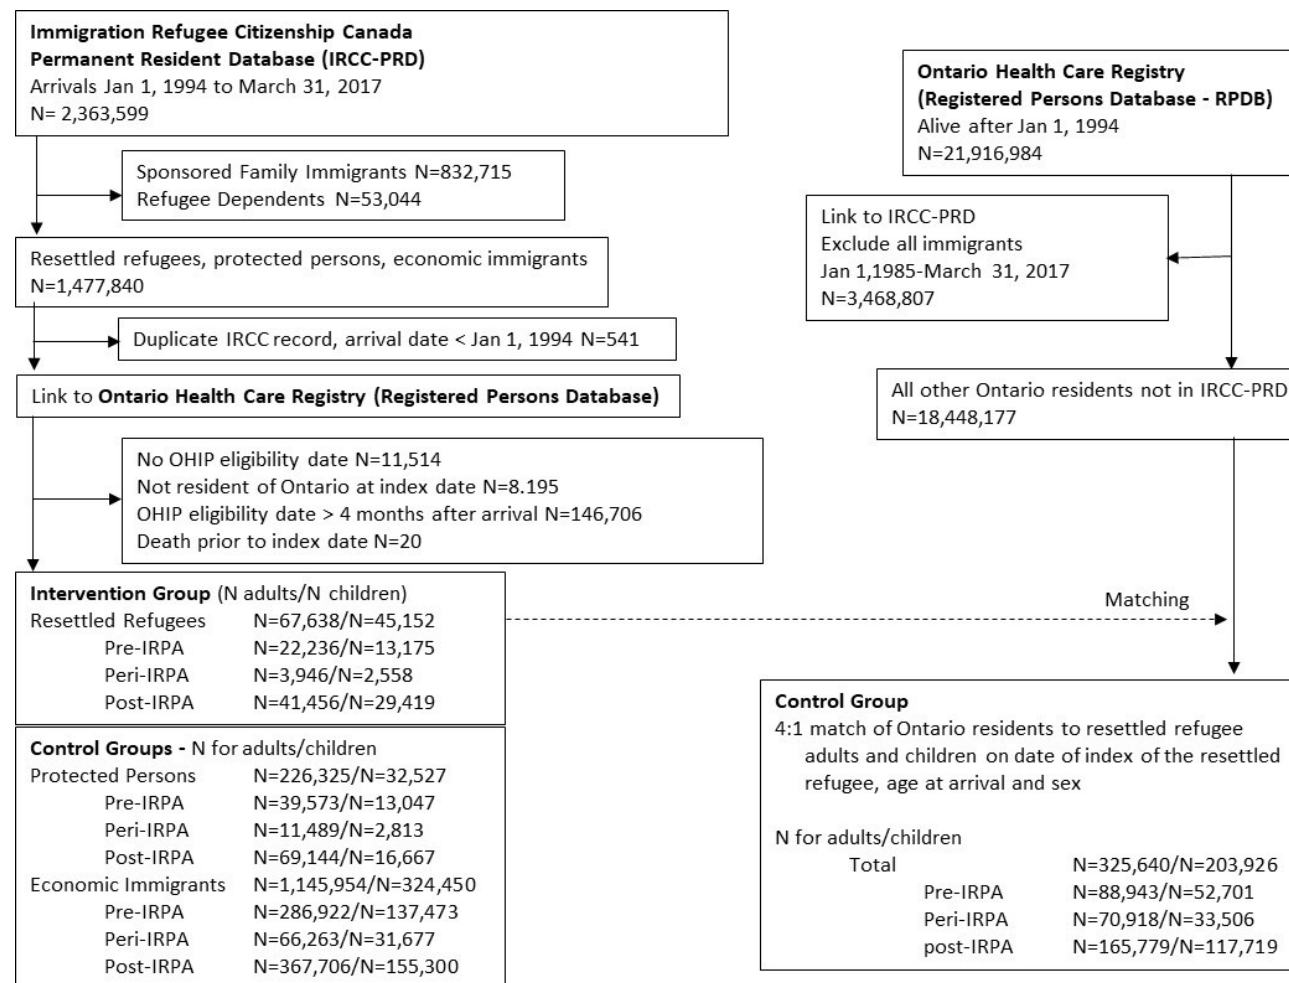 Immigration Refugee Citizenship Canada
Permanent Resident Database (IRCC-PRD)
Arrivals Jan 1, 1994 to March 31, 2017
N= 2,363,599
Sponsored Family Immigrants N=832,715
Refugee Dependents N=53,044
Resettled refugees, protected persons, economic immigrants
N=1,477,840
Duplicate IRCC record, arrival date < Jan 1, 1994 N=541
Link to Ontario Health Care Registry (Registered Persons Database)
No OHIP eligibility date N=11,514
Not resident of Ontario at index date N=8.195
OHIP eligibility date > 4 months after arrival N=146,706
Death prior to index date N=20
Intervention Group (N adults/N children)
Resettled Refugees N=67,638/N=45,152
Pre-IRPA N=22,236/N=13,175
Peri-IRPA N=3,946/N=2,558
Post-IRPA N=41,456/N=29,419
Control Groups - N for adults/children
Protected Persons N=226,325/N=32,527
Pre-IRPA N=39,573/N=13,047
Peri-IRPA N=11,489/N=2,813
Post-IRPA N=69,144/N=16,667
Economic Immigrants N=1,145,954/N=324,450
Pre-IRPA N=286,922/N=137,473
Peri-IRPA N=66,263/N=31,677
Post-IRPA N=367,706/N=155,300
Ontario Health Care Registry
(Registered Persons Database - RPDB)
Alive after Jan 1, 1994
N=21,916,984
Link to IRCC-PRD
Exclude all immigrants
Jan 1,1985-March 31, 2017
N=3,468,807
All other Ontario residents not in IRCC-PRD
N=18,448,177
Matching
Control Group
4:1 match of Ontario residents to resettled refugee
adults and children on date of index of the resettled
refugee, age at arrival and sex
N for adults/children
Total N=325,640/N=203,926
Pre-IRPA N=88,943/N=52,701
Peri-IRPA N=70,918/N=33,506
post-IRPA N=165,779/N=117,719